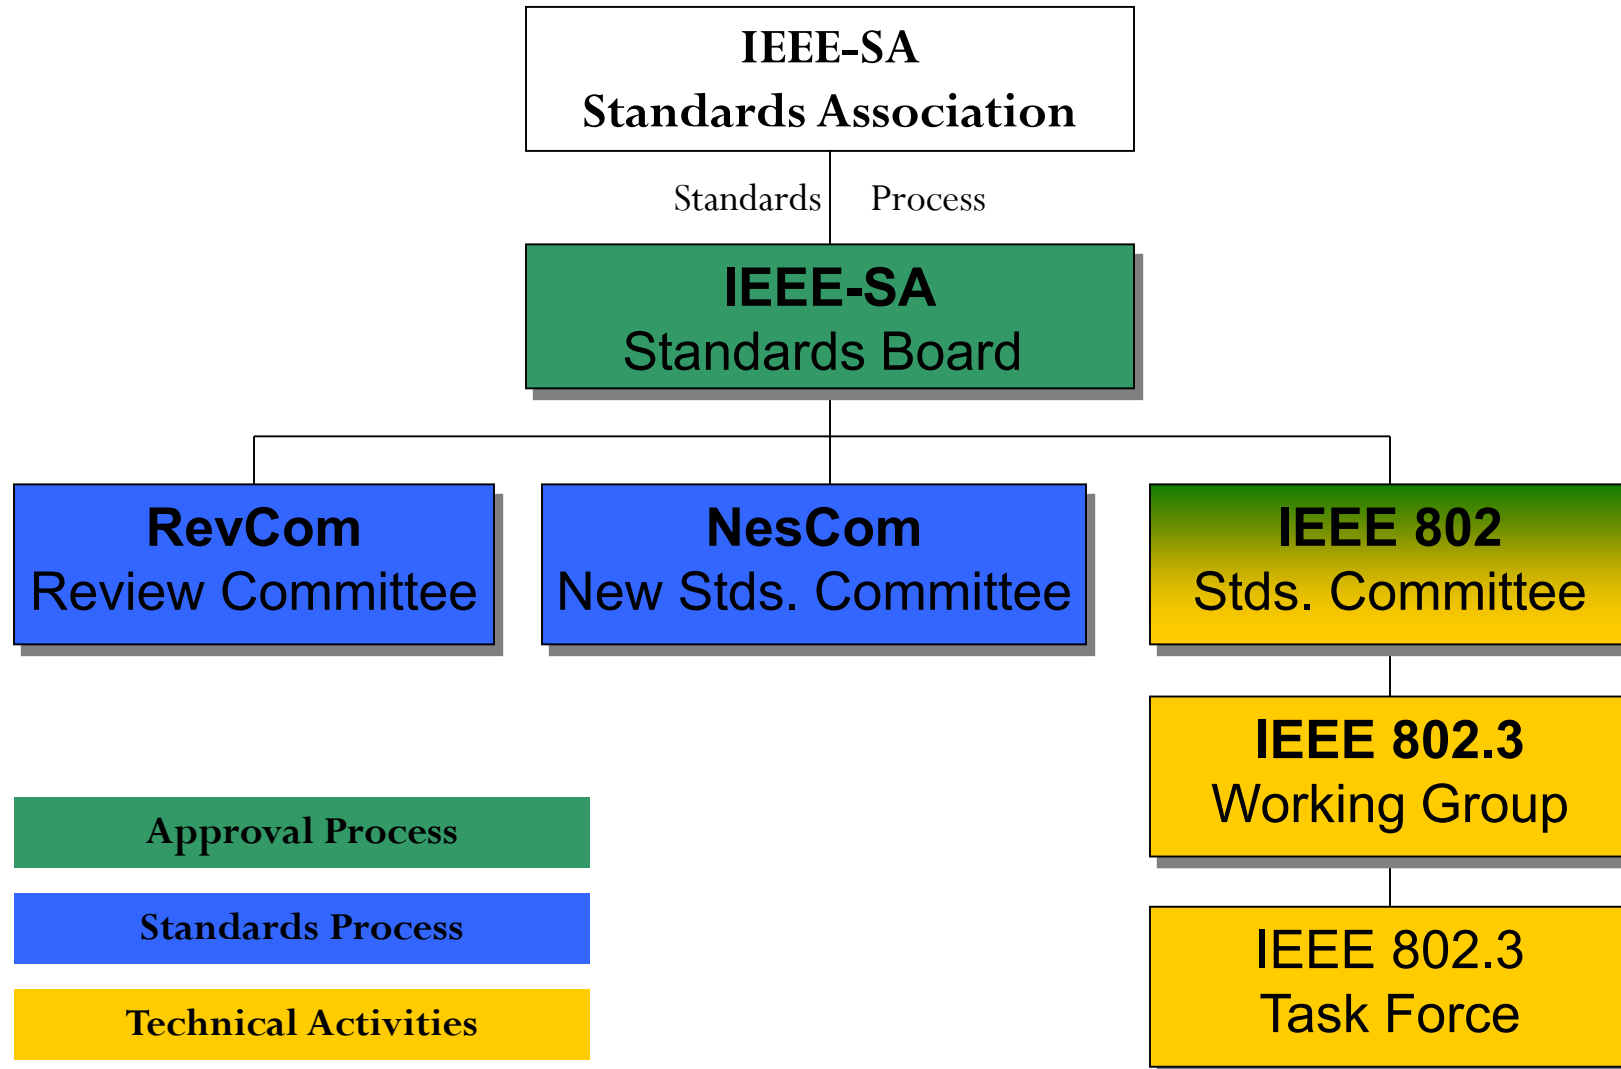 IEEE-SA
Standards Association
Standards Process
IEEE-SA
Standards Board
RevCom
Review Committee
NesCom
New Stds. Committee
IEEE 802
Stds. Committee
IEEE 802.3
Working Group
IEEE 802.3
Task Force
Approval Process
Standards Process
Technical Activities